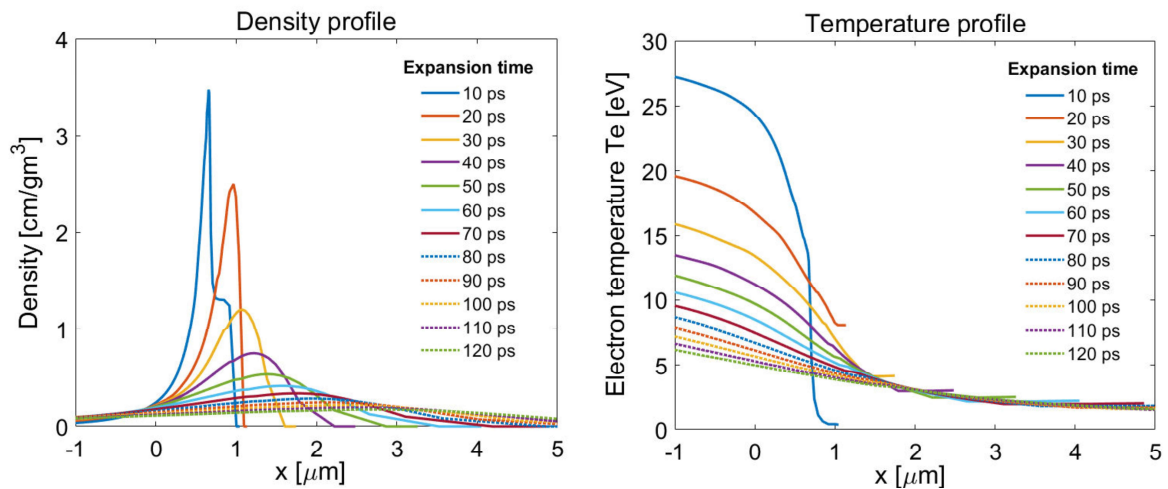 Density profile
4
3
2
1
0
-1
0
1
2
3
4
5
Density [cm/gm³]
x [μm]
Expansion time
10 ps
20 ps
30 ps
40 ps
50 ps
60 ps
70 ps
80 ps
90 ps
100 ps
110 ps
120 ps
Temperature profile
30
25
20
15
10
5
0
-1
0
1
2
3
4
5
Electron temperature Te [eV]
x [μm]
Expansion time
10 ps
20 ps
30 ps
40 ps
50 ps
60 ps
70 ps
80 ps
90 ps
100 ps
110 ps
120 ps